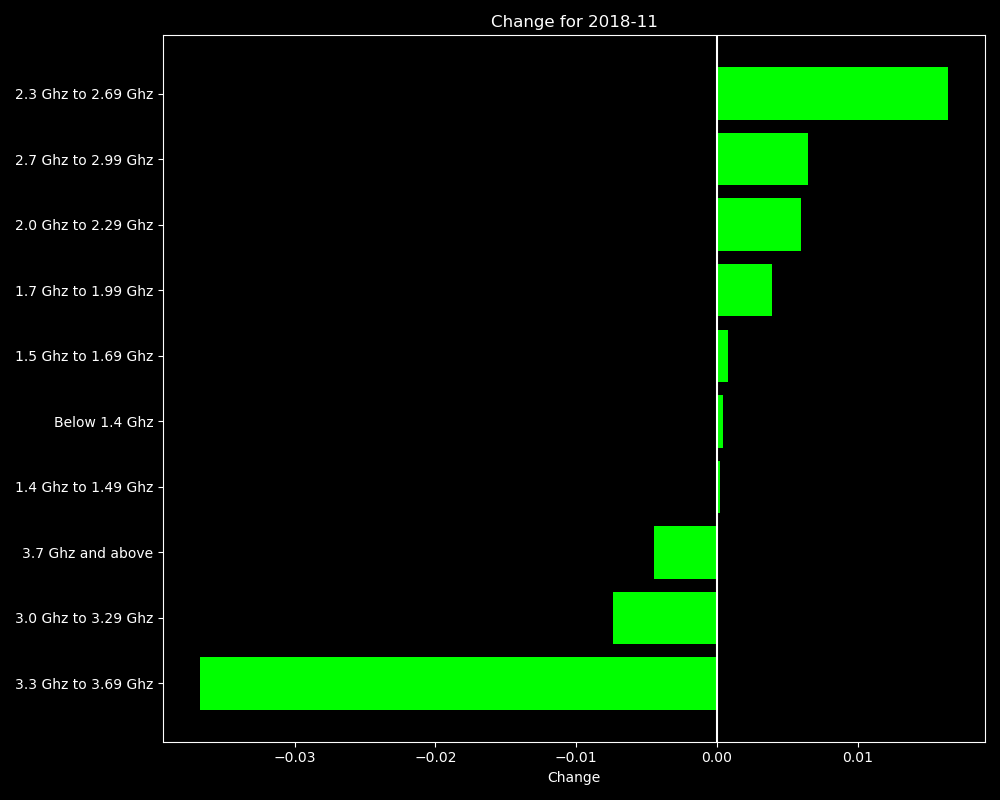 Change for 2018-11
2.3 Ghz to 2.69 Ghz
2.7 Ghz to 2.99 Ghz
2.0 Ghz to 2.29 Ghz
1.7 Ghz to 1.99 Ghz
1.5 Ghz to 1.69 Ghz
Below 1.4 Ghz
1.4 Ghz to 1.49 Ghz
3.7 Ghz and above
3.0 Ghz to 3.29 Ghz
3.3 Ghz to 3.69 Ghz
−0.03 −0.02 −0.01 0.00 0.01
Change